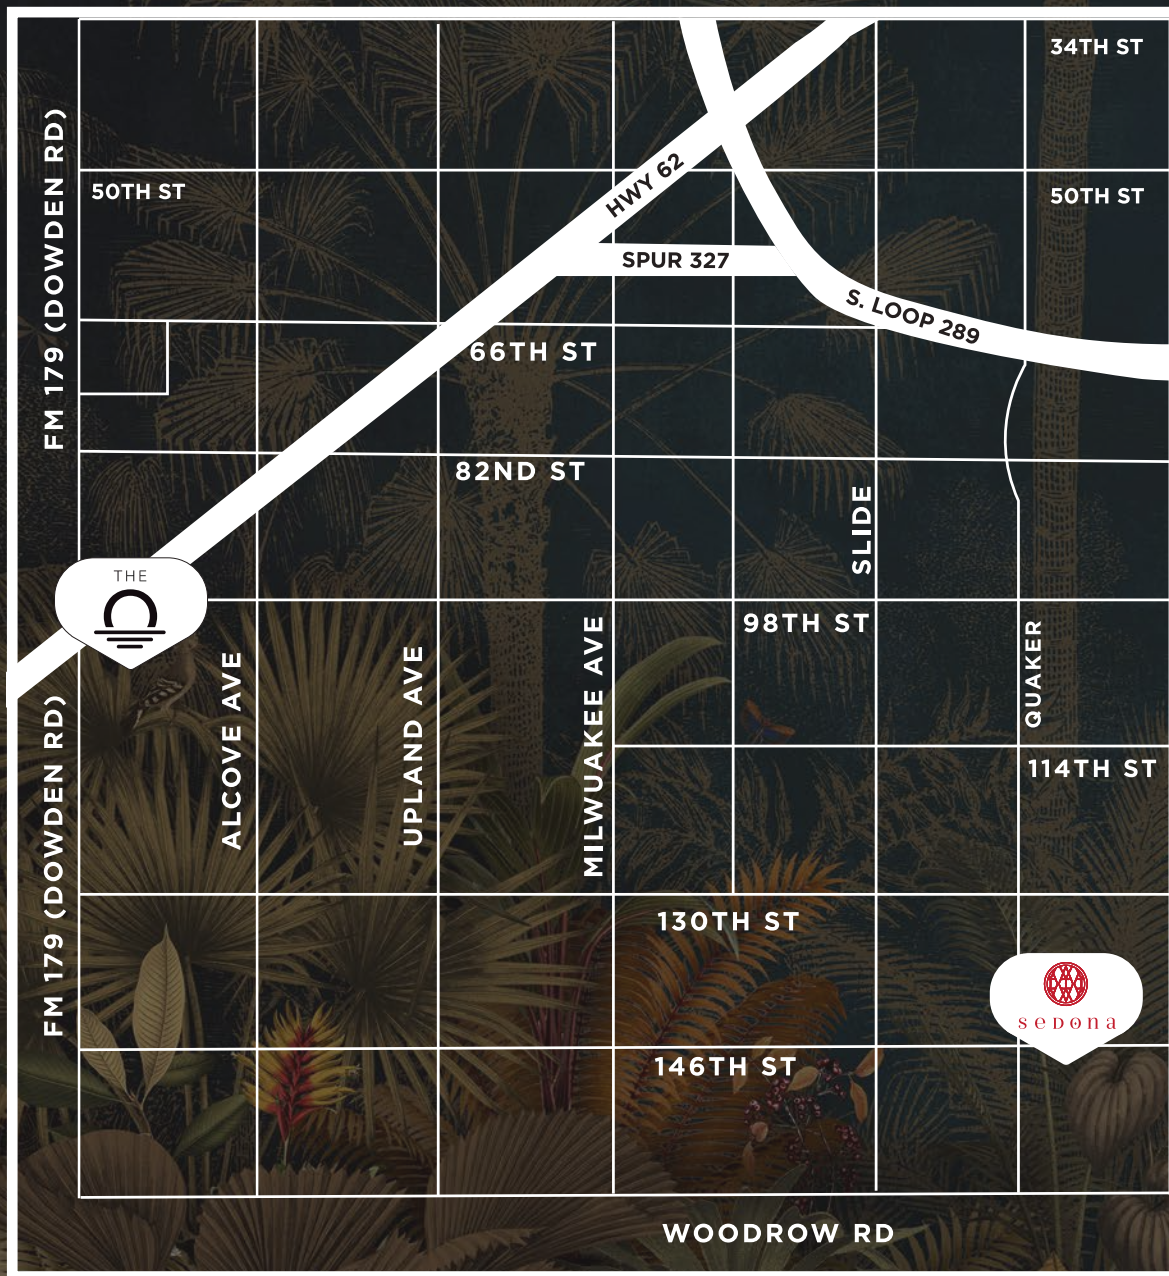 34TH ST
50TH ST
50TH ST
FM 179 (DOWDEN RD)
HWY 62
SPUR 327
S. LOOP 289
66TH ST
82ND ST
SLIDE
THE
98TH ST
QUAKER
ALCOVE AVE
UPLAND AVE
MILWUAKEE AVE
FM 179 (DOWDEN RD)
114TH ST
130TH ST
seDona
146TH ST
WOODROW RD